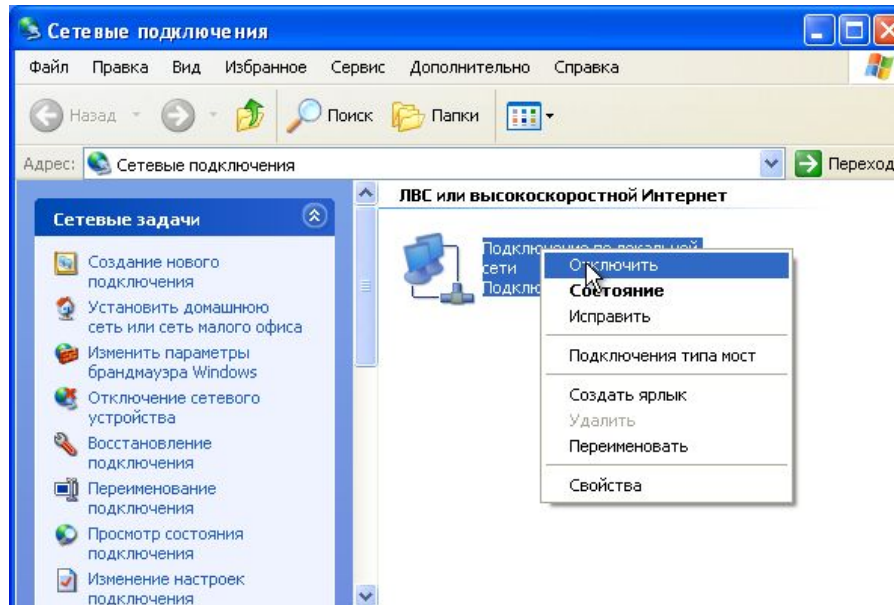 Сетевые подключения
Файл Правка Вид Избранное Сервис Дополнительно Справка
Назад Поиск Папки
Адрес: Сетевые подключения Переход
Сетевые задачи
Создание нового
подключения
Установить домашнюю
сеть или сеть малого офиса
Изменить параметры
брандмауэра Windows
Отключение сетевого
устройства
Восстановление
подключения
Переименование
подключения
Просмотр состояния
подключения
Изменение настроек
подключения
ЛВС или высокоскоростной Интернет
Подключение по локальной
сети
Отключить
Состояние
Исправить
Подключения типа мост
Создать ярлык
Удалить
Переименовать
Свойства